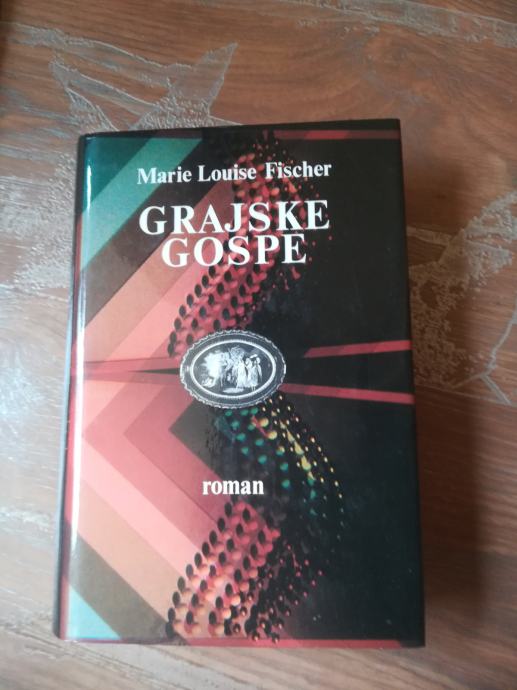 Marie Louise Fischer
GRAJSKE
GOSPE
roman